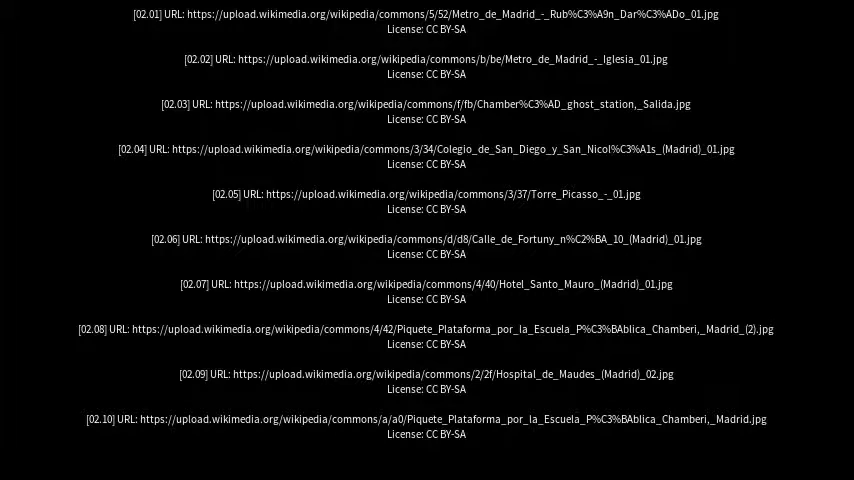 [02.01] URL: https://upload.wikimedia.org/wikipedia/commons/5/52/Metro_de_Madrid_-_Rub%C3%A9n_Dar%C3%ADo_01.jpg
License: CC BY-SA
[02.02] URL: https://upload.wikimedia.org/wikipedia/commons/b/be/Metro_de_Madrid_-_Iglesia_01.jpg
License: CC BY-SA
[02.03] URL: https://upload.wikimedia.org/wikipedia/commons/f/fb/Chamber%C3%AD_ghost_station,_Salida.jpg
License: CC BY-SA
[02.04] URL: https://upload.wikimedia.org/wikipedia/commons/3/34/Colegio_de_San_Diego_y_San_Nicol%C3%A1s_(Madrid)_01.jpg
License: CC BY-SA
[02.05] URL: https://upload.wikimedia.org/wikipedia/commons/3/37/Torre_Picasso_-_01.jpg
License: CC BY-SA
[02.06] URL: https://upload.wikimedia.org/wikipedia/commons/d/d8/Calle_de_Fortuny_n%C2%BA_10_(Madrid)_01.jpg
License: CC BY-SA
[02.07] URL: https://upload.wikimedia.org/wikipedia/commons/4/40/Hotel_Santo_Mauro_(Madrid)_01.jpg
License: CC BY-SA
[02.08] URL: https://upload.wikimedia.org/wikipedia/commons/4/42/Piquete_Plataforma_por_la_Escuela_P%C3%BAblica_Chamberi,_Madrid_(2).jpg
License: CC BY-SA
[02.09] URL: https://upload.wikimedia.org/wikipedia/commons/2/2f/Hospital_de_Maudes_(Madrid)_02.jpg
License: CC BY-SA
[02.10] URL: https://upload.wikimedia.org/wikipedia/commons/a/a0/Piquete_Plataforma_por_la_Escuela_P%C3%BAblica_Chamberi,_Madrid.jpg
License: CC BY-SA